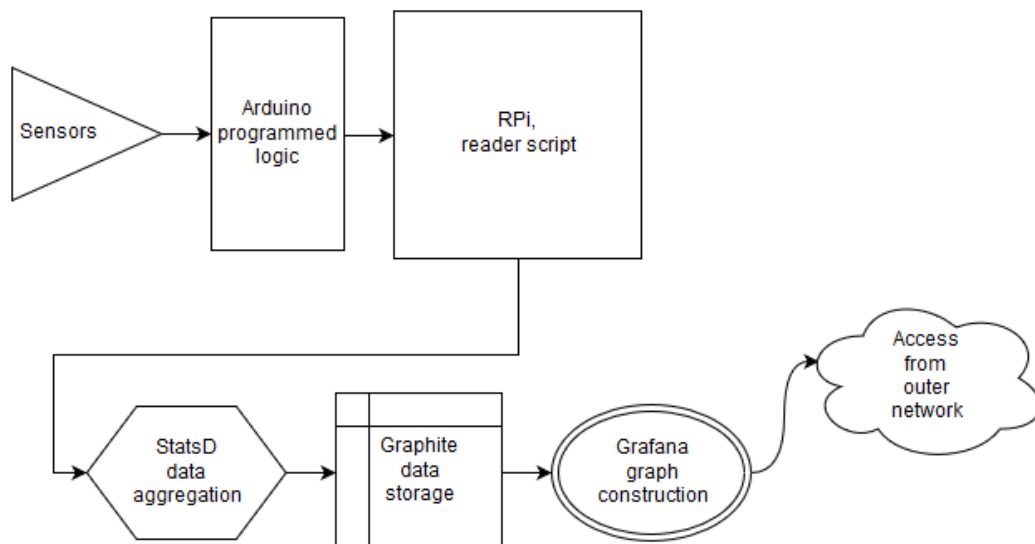 Sensors
Arduino
programmed
logic
RPi,
reader script
StatsD
data
aggregation
Graphite
data
storage
Grafana
graph
construction
Access
from
outer
network